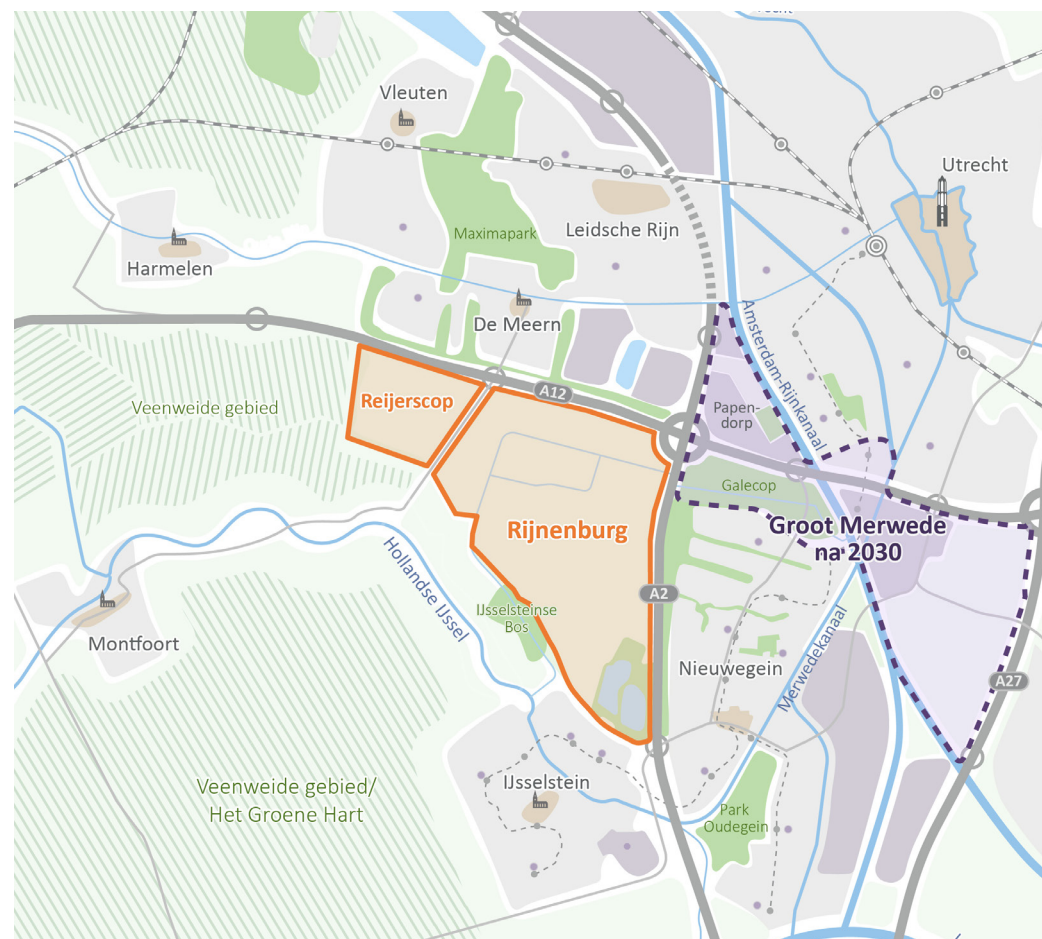 Vleuten
Utrecht
Maximapark
Leidsche Rijn
Harmelen
De Meern
Amsterdam-Rijnkanaal
A12
Reijerscop
Veenweide gebied
Papen-
dorp
Galecop
Rijnenburg
Groot Merwede
na 2030
Hollandse IJssel
A2
IJsselsteinse
Bos
Montfoort
Nieuwegein
Merwedekanaal
A27
IJsselstein
Veenweide gebied/
Het Groene Hart
Park
Oudegein